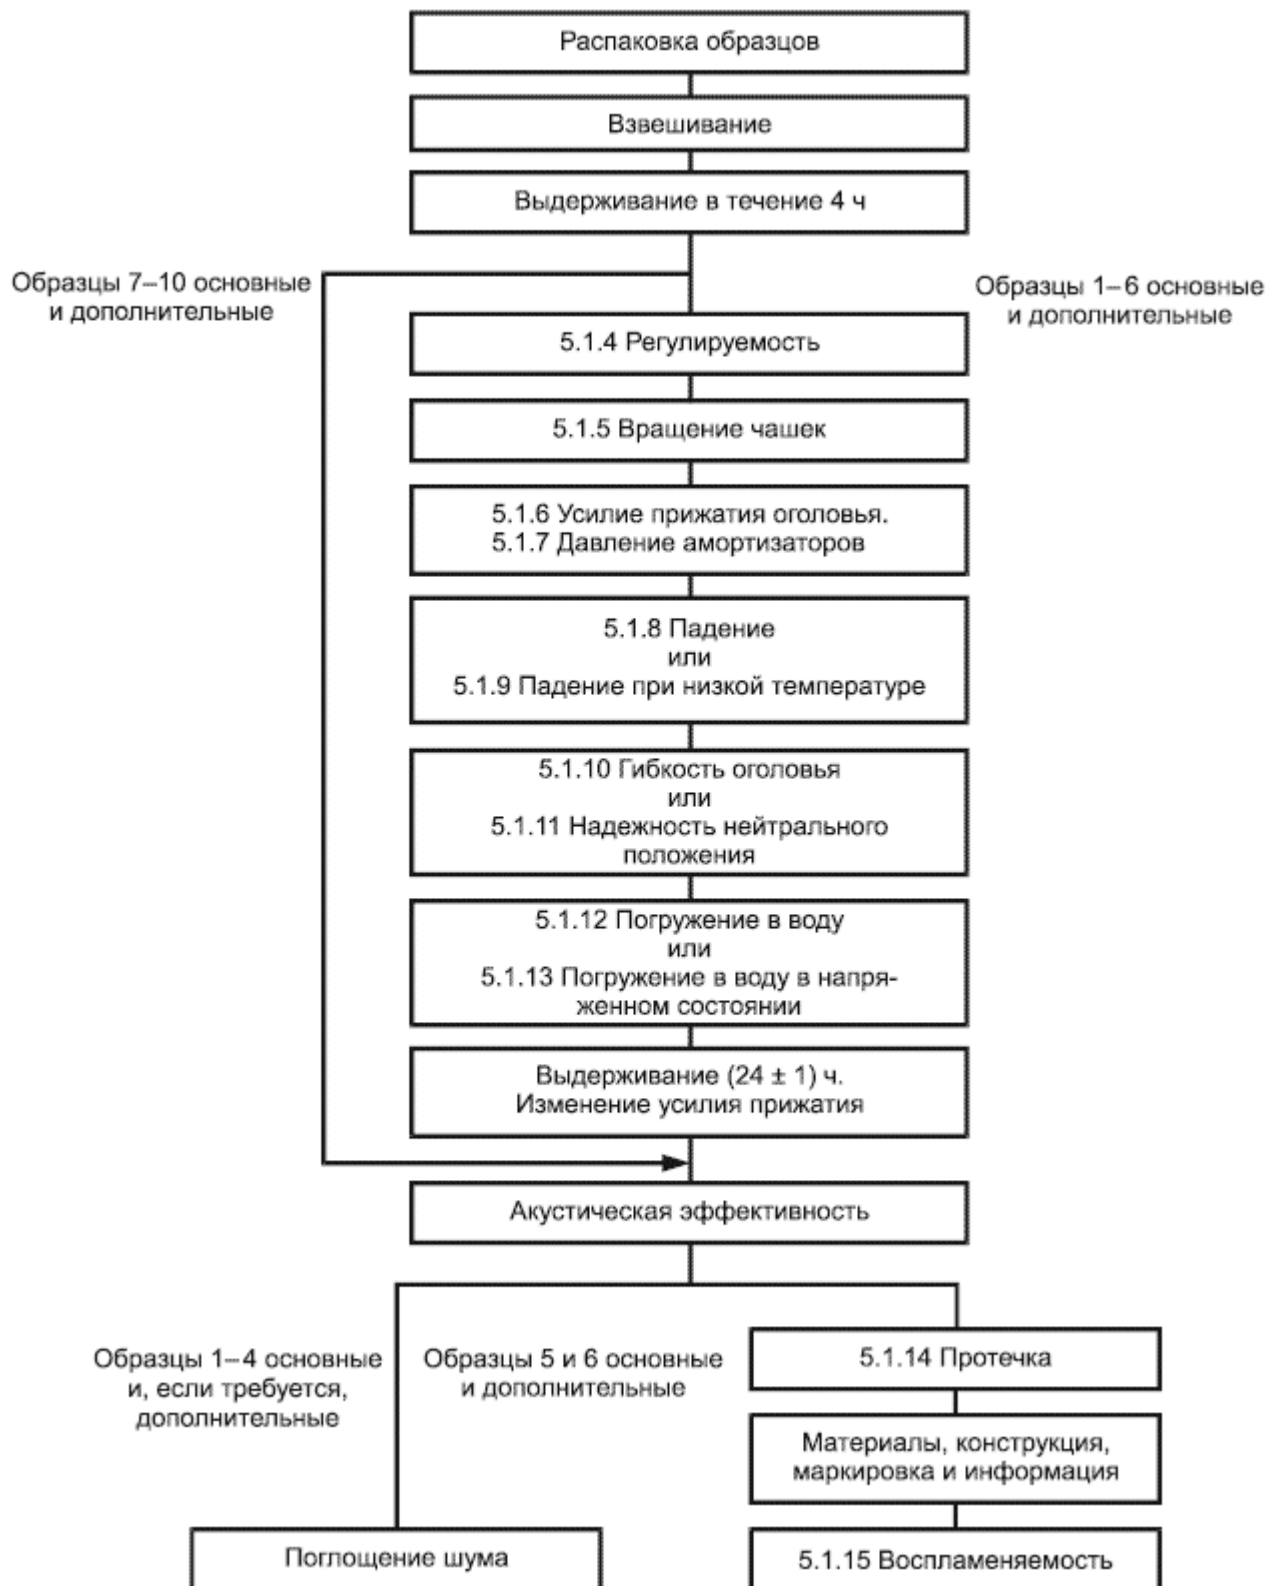 Распаковка образцов
Взвешивание
Выдерживание в течение 4 ч
Образцы 7–10 основные
и дополнительные
Образцы 1–6 основные
и дополнительные
5.1.4 Регулируемость
5.1.5 Вращение чашек
5.1.6 Усилие прижатия оголовья.
5.1.7 Давление амортизаторов
5.1.8 Падение
или
5.1.9 Падение при низкой температуре
5.1.10 Гибкость оголовья
или
5.1.11 Надежность нейтрального
положения
5.1.12 Погружение в воду
или
5.1.13 Погружение в воду в напря-
женном состоянии
Выдерживание (24 ± 1) ч.
Изменение усилия прижатия
Акустическая эффективность
Образцы 1–4 основные
и, если требуется,
дополнительные
Образцы 5 и 6 основные
и дополнительные
5.1.14 Протечка
Материалы, конструкция,
маркировка и информация
Поглощение шума
5.1.15 Воспламеняемость